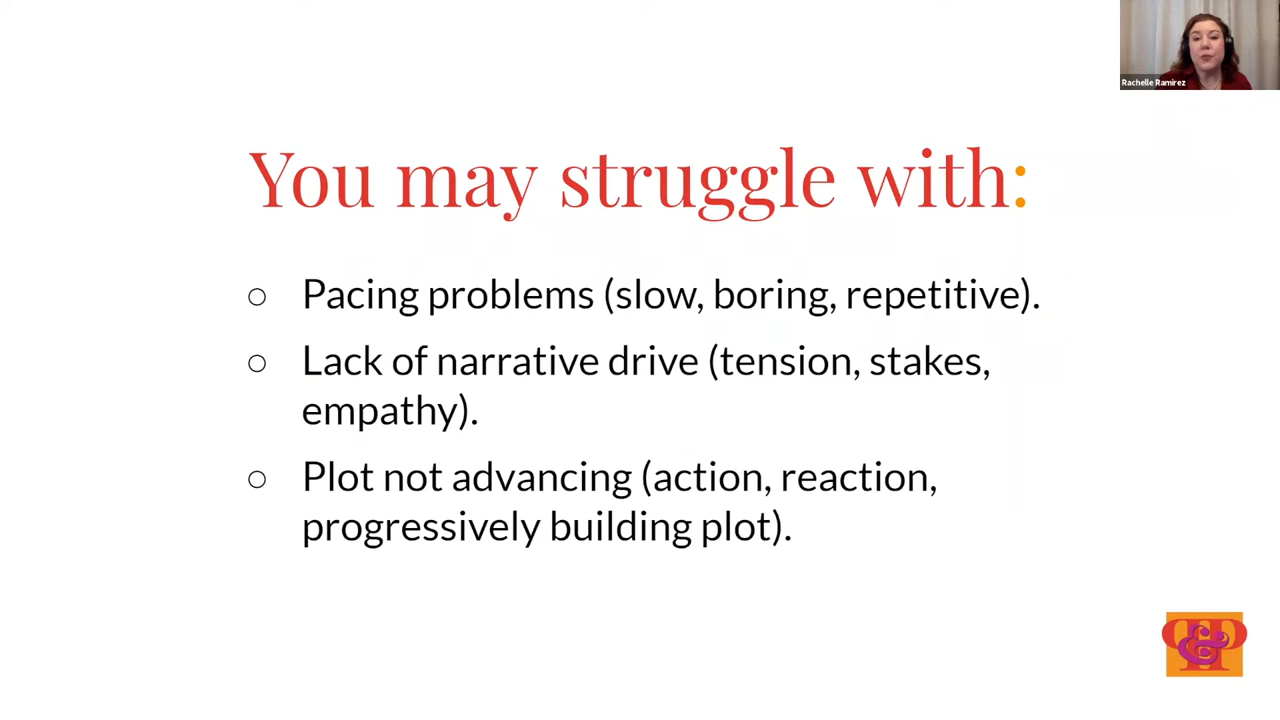 Rachelle Ramirez
You may struggle with:
○ Pacing problems (slow, boring, repetitive).
○ Lack of narrative drive (tension, stakes,
empathy).
○ Plot not advancing (action, reaction,
progressively building plot).
P&P